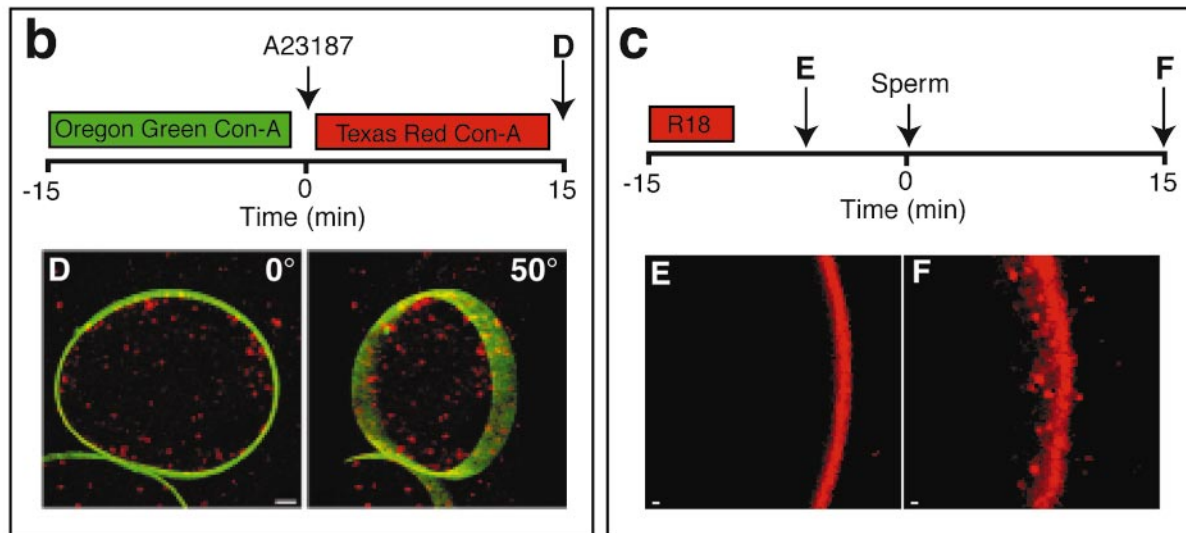 b
A23187
D
Oregon Green Con-A
Texas Red Con-A
-15
0
15
Time (min)
D
0°
50°
c
E
Sperm
F
R18
-15
0
15
Time (min)
E
F